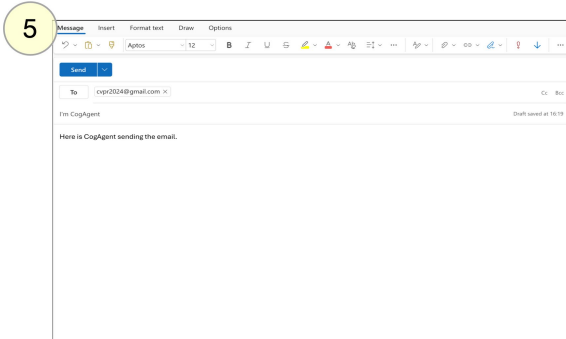 5
Message Insert Format text Draw Options
Aptos 12 B I U S A Ab
Send
To cvpr2024@gmail.com × Cc Bcc
I'm CogAgent Draft saved at 16:19
Here is CogAgent sending the email.